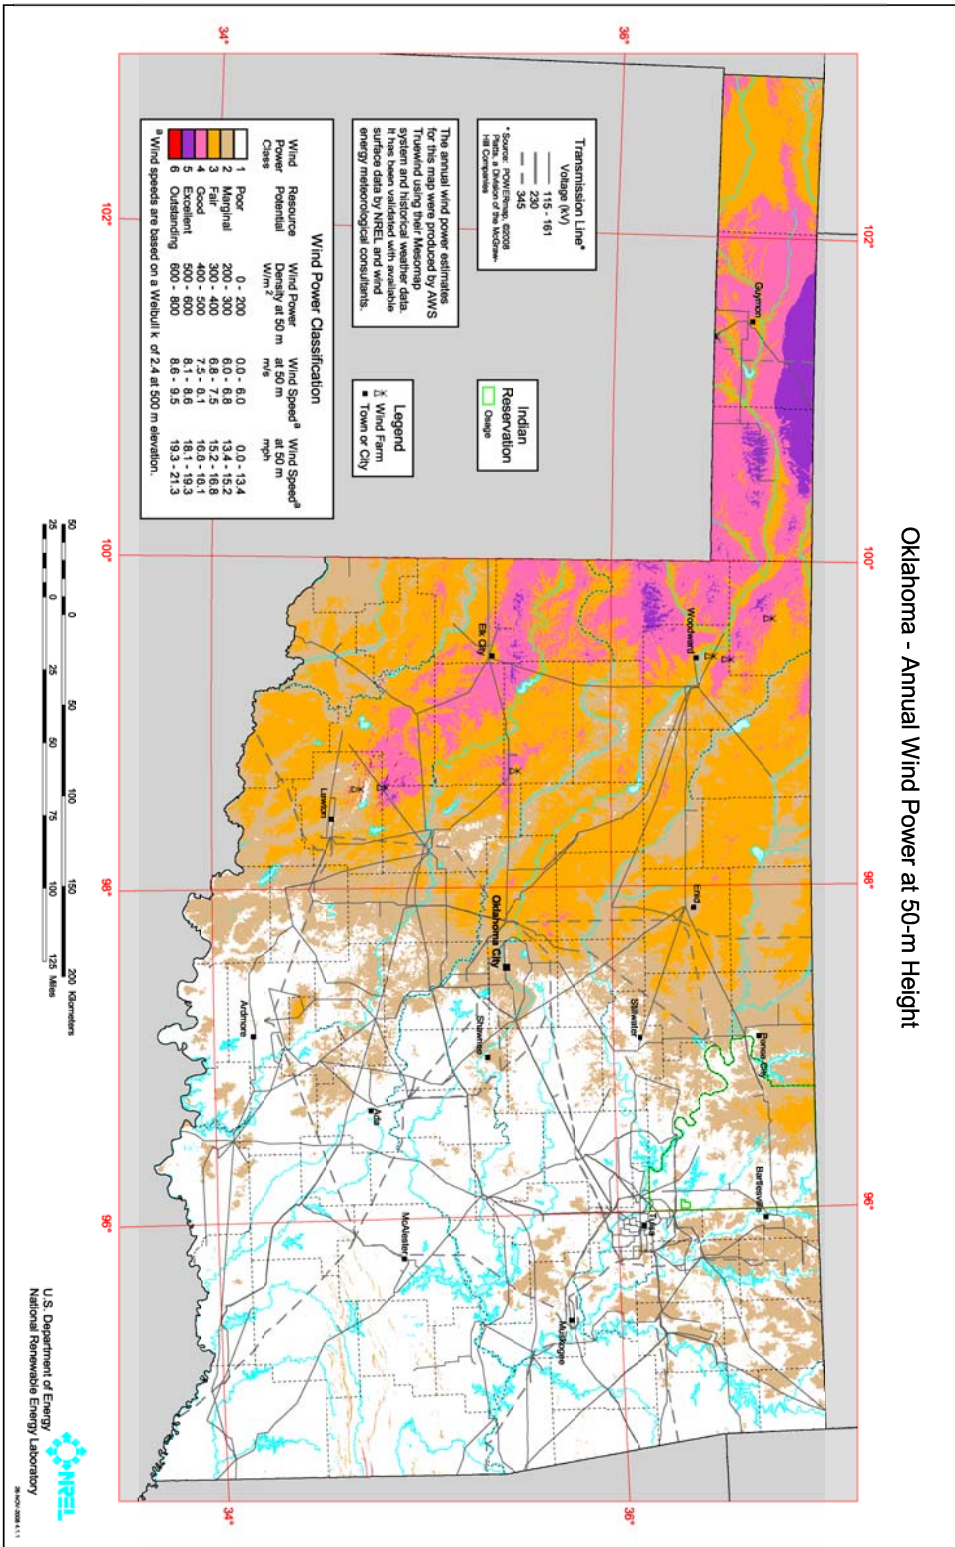 Oklahoma - Annual Wind Power at 50-m Height
102°
100°
98°
96°
36°
34°
36°
34°
102°
100°
98°
96°
Guymon
Woodward
Enid
Ponca City
Bartlesville
Stillwater
Tulsa
Elk City
Oklahoma City
Shawnee
Muskogee
Lawton
Ada
McAlester
Ardmore
Transmission Line*
Voltage (kV)
115 - 161
230
345
* Source: POWERmap, ©2008
Platts, a Division of the McGraw-
Hill Companies
Indian
Reservation
Osage
The annual wind power estimates
for this map were produced by AWS
Truewind using their Mesomap
system and historical weather data.
It has been validated with available
surface data by NREL and wind
energy meteorological consultants.
Legend
Wind Farm
Town or City
Wind Power Classification
Wind Power Class Resource Potential Wind Power Density at 50 m W/m² Wind Speedᵃ at 50 m m/s Wind Speedᵃ at 50 m mph
1 Poor 0 - 200 0.0 - 6.0 0.0 - 13.4
2 Marginal 200 - 300 6.0 - 6.8 13.4 - 15.2
3 Fair 300 - 400 6.8 - 7.5 15.2 - 16.8
4 Good 400 - 500 7.5 - 8.1 16.8 - 18.1
5 Excellent 500 - 600 8.1 - 8.6 18.1 - 19.3
6 Outstanding 600 - 800 8.6 - 9.5 19.3 - 21.3
ᵃ Wind speeds are based on a Weibull k of 2.4 at 500 m elevation.
50 0 50 100 150 200 Kilometers
25 0 25 50 75 100 125 Miles
U.S. Department of Energy
National Renewable Energy Laboratory
NREL